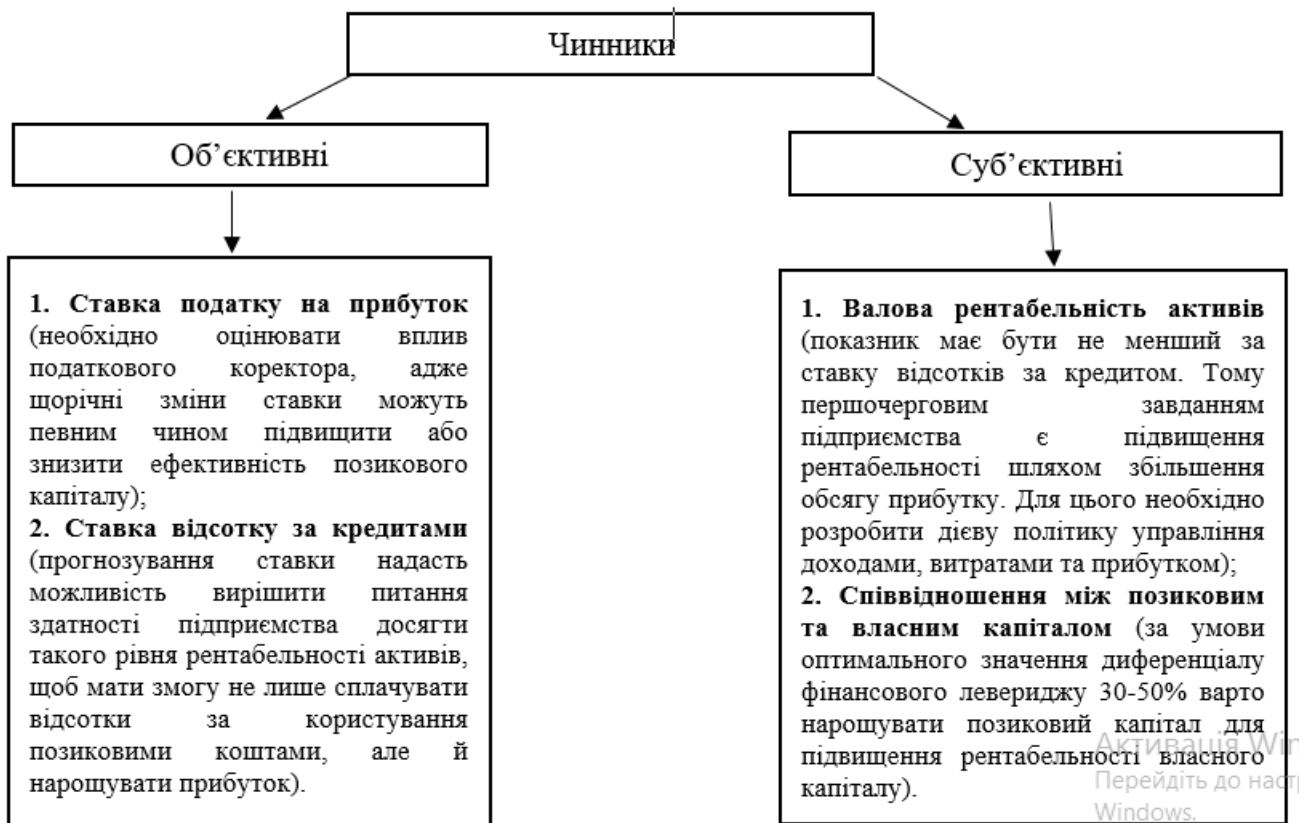 Чинники
Об’єктивні
1. Ставка податку на прибуток
(необхідно оцінювати вплив
податкового коректора, адже
щорічні зміни ставки можуть
певним чином підвищити або
знизити ефективність позикового
капіталу);
2. Ставка відсотку за кредитами
(прогнозування ставки надасть
можливість вирішити питання
здатності підприємства досягти
такого рівня рентабельності активів,
щоб мати змогу не лише сплачувати
відсотки за користування
позиковими коштами, але й
нарощувати прибуток).
Суб’єктивні
1. Валова рентабельність активів
(показник має бути не менший за
ставку відсотків за кредитом. Тому
першочерговим завданням
підприємства є підвищення
рентабельності шляхом збільшення
обсягу прибутку. Для цього необхідно
розробити дієву політику управління
доходами, витратами та прибутком);
2. Співвідношення між позиковим
та власним капіталом (за умови
оптимального значення диференціалу
фінансового левериджу 30-50% варто
нарощувати позиковий капітал для
підвищення рентабельності власного
капіталу).
Активація Win
Перейдіть до наст
Windows.